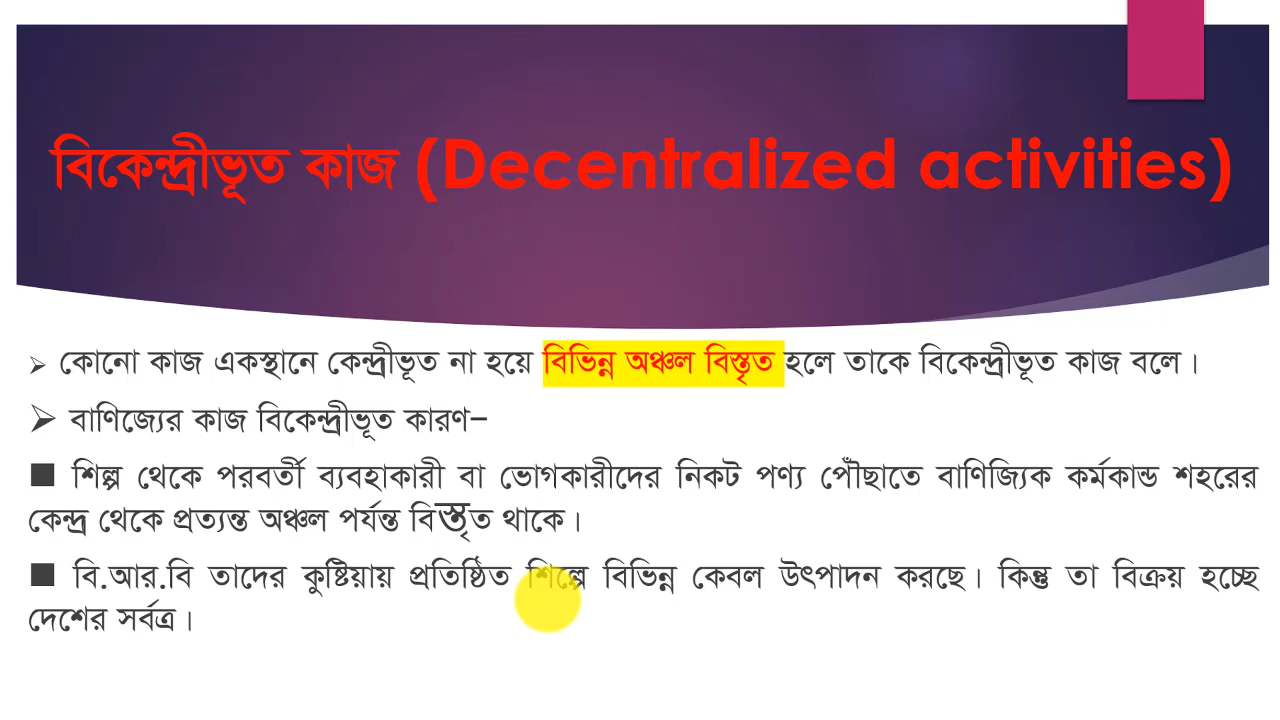 বিকেন্দ্রীভূত কাজ (Decentralized activities)
➢ কোনো কাজ একস্থানে কেন্দ্রীভূত না হয়ে বিভিন্ন অঞ্চল বিস্তৃত হলে তাকে বিকেন্দ্রীভূত কাজ বলে।
➢ বাণিজ্যের কাজ বিকেন্দ্রীভূত কারণ–
■ শিল্প থেকে পরবর্তী ব্যবহাকারী বা ভোগকারীদের নিকট পণ্য পৌঁছাতে বাণিজ্যিক কর্মকান্ড শহরের
কেন্দ্র থেকে প্রত্যন্ত অঞ্চল পর্যন্ত বিস্তৃত থাকে।
■ বি.আর.বি তাদের কুষ্টিয়ায় প্রতিষ্ঠিত শিল্পে বিভিন্ন কেবল উৎপাদন করছে। কিন্তু তা বিক্রয় হচ্ছে
দেশের সর্বত্র।